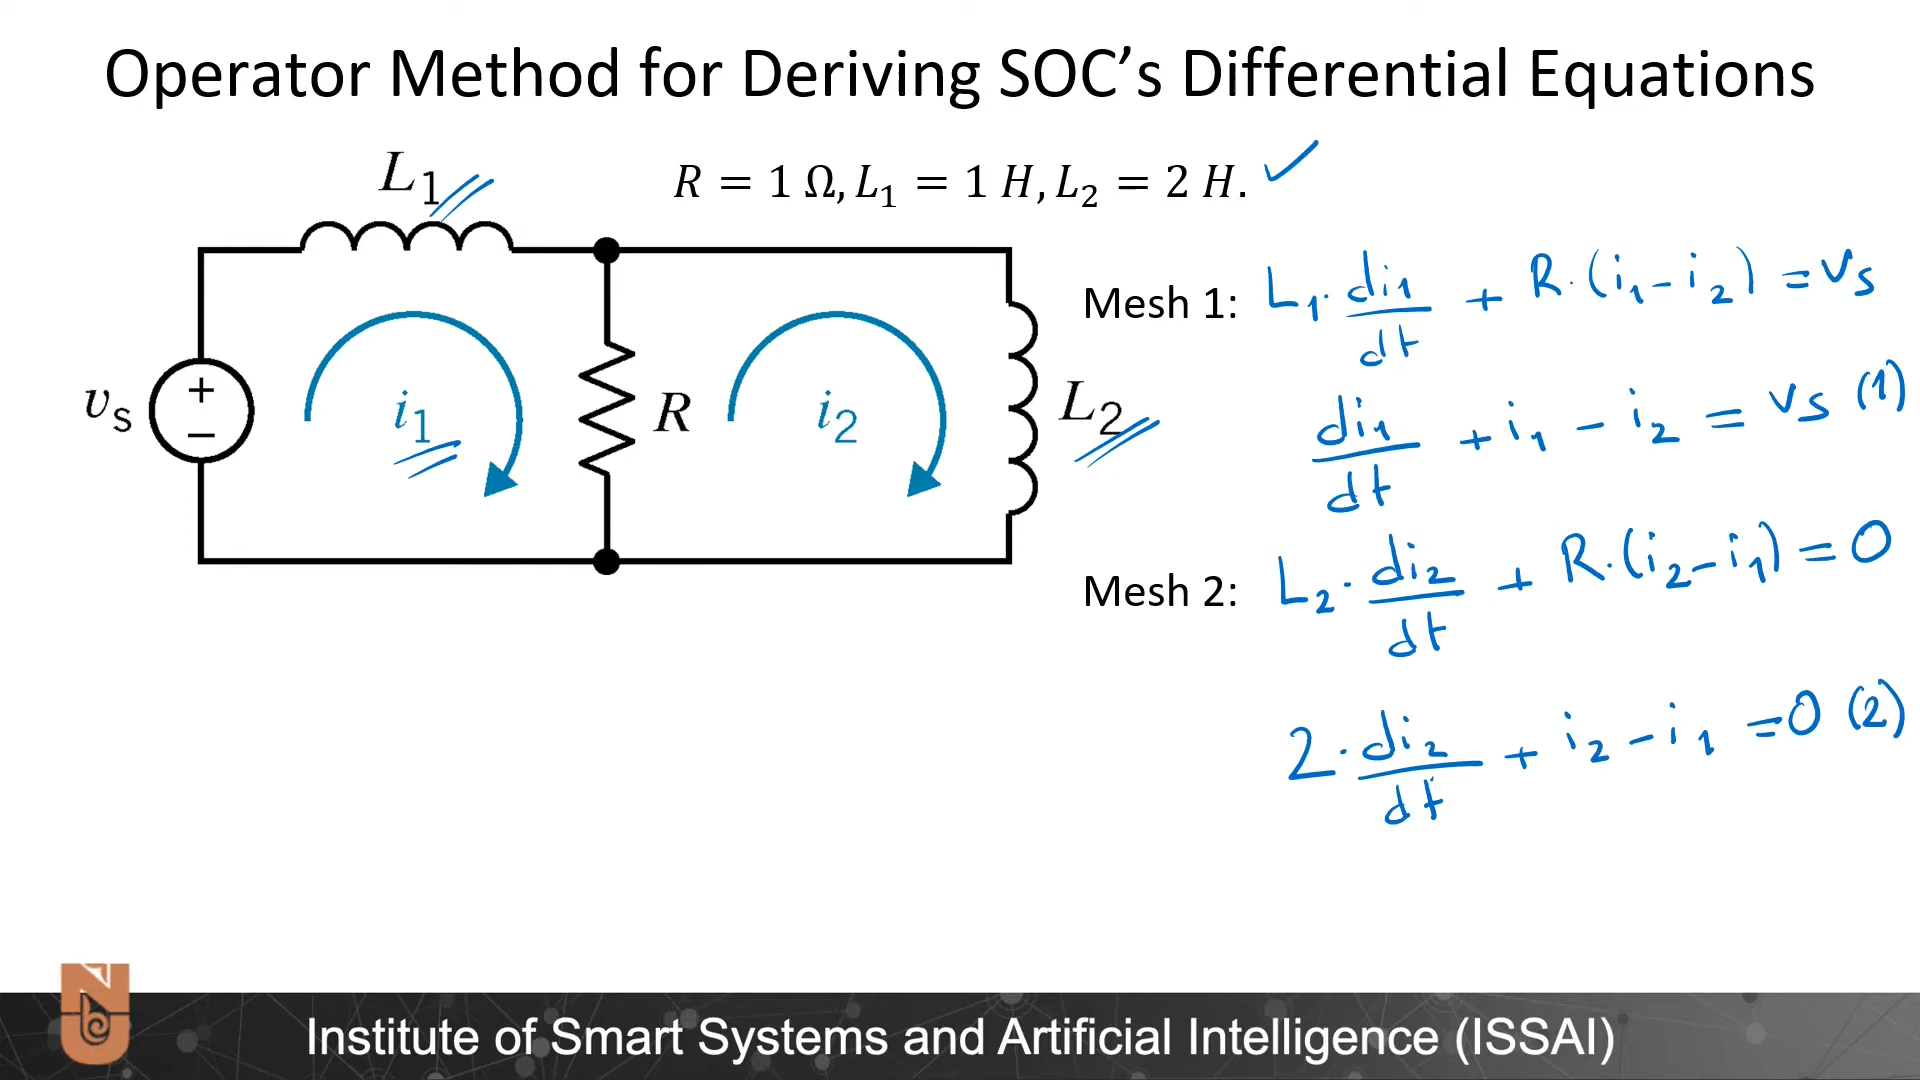 Operator Method for Deriving SOC’s Differential Equations
L₁
R = 1 Ω, L₁ = 1 H, L₂ = 2 H. ✓
Mesh 1: L₁· di₁/dt + R·(i₁ - i₂) = vs
di₁/dt + i₁ - i₂ = vs (1)
+
−
vs
i₁
R
i₂
L₂
Mesh 2: L₂· di₂/dt + R·(i₂ - i₁) = 0
2· di₂/dt + i₂ - i₁ = 0 (2)
Institute of Smart Systems and Artificial Intelligence (ISSAI)